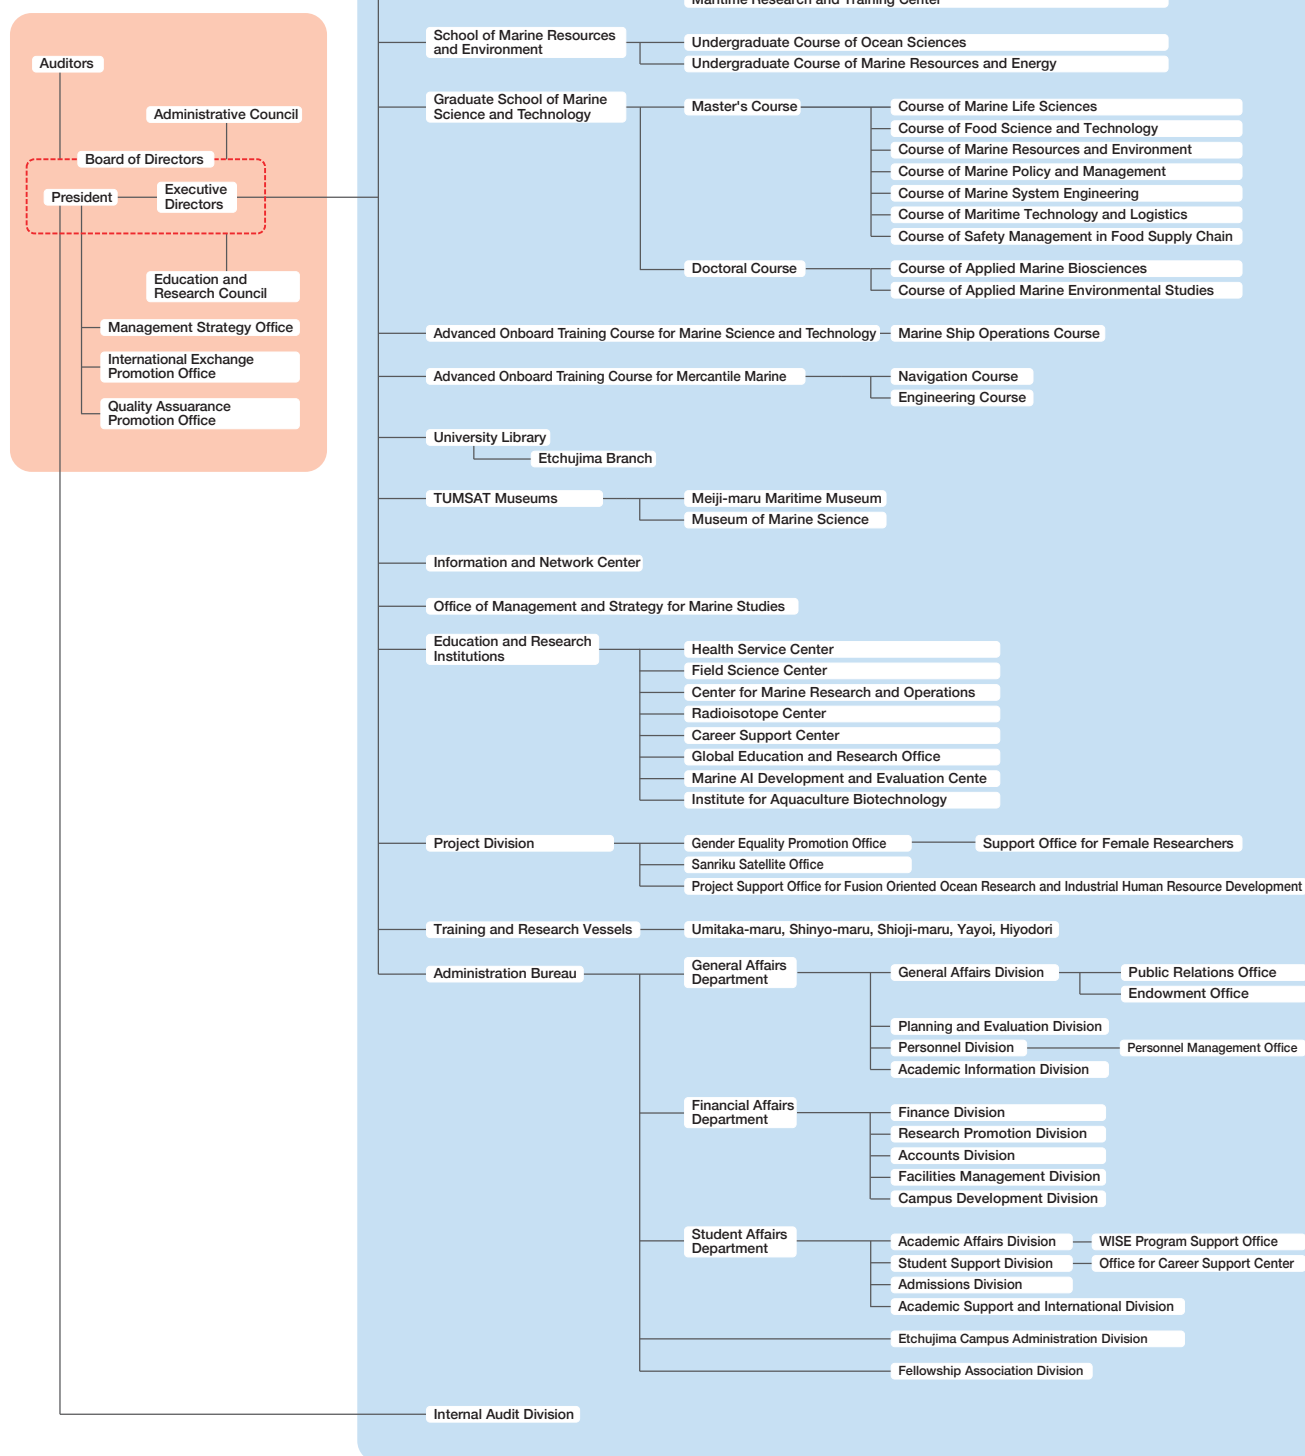 Maritime Research and Training Center
School of Marine Resources
and Environment
Undergraduate Course of Ocean Sciences
Undergraduate Course of Marine Resources and Energy
Auditors
Administrative Council
Board of Directors
President
Executive
Directors
Education and
Research Council
Management Strategy Office
International Exchange
Promotion Office
Quality Assuarance
Promotion Office
Graduate School of Marine
Science and Technology
Master's Course
Course of Marine Life Sciences
Course of Food Science and Technology
Course of Marine Resources and Environment
Course of Marine Policy and Management
Course of Marine System Engineering
Course of Maritime Technology and Logistics
Course of Safety Management in Food Supply Chain
Doctoral Course
Course of Applied Marine Biosciences
Course of Applied Marine Environmental Studies
Advanced Onboard Training Course for Marine Science and Technology
Marine Ship Operations Course
Advanced Onboard Training Course for Mercantile Marine
Navigation Course
Engineering Course
University Library
Etchujima Branch
TUMSAT Museums
Meiji-maru Maritime Museum
Museum of Marine Science
Information and Network Center
Office of Management and Strategy for Marine Studies
Education and Research
Institutions
Health Service Center
Field Science Center
Center for Marine Research and Operations
Radioisotope Center
Career Support Center
Global Education and Research Office
Marine AI Development and Evaluation Cente
Institute for Aquaculture Biotechnology
Project Division
Gender Equality Promotion Office
Support Office for Female Researchers
Sanriku Satellite Office
Project Support Office for Fusion Oriented Ocean Research and Industrial Human Resource Development
Training and Research Vessels
Umitaka-maru, Shinyo-maru, Shioji-maru, Yayoi, Hiyodori
Administration Bureau
General Affairs
Department
General Affairs Division
Public Relations Office
Endowment Office
Planning and Evaluation Division
Personnel Division
Personnel Management Office
Academic Information Division
Financial Affairs
Department
Finance Division
Research Promotion Division
Accounts Division
Facilities Management Division
Campus Development Division
Student Affairs
Department
Academic Affairs Division
WISE Program Support Office
Student Support Division
Office for Career Support Center
Admissions Division
Academic Support and International Division
Etchujima Campus Administration Division
Fellowship Association Division
Internal Audit Division